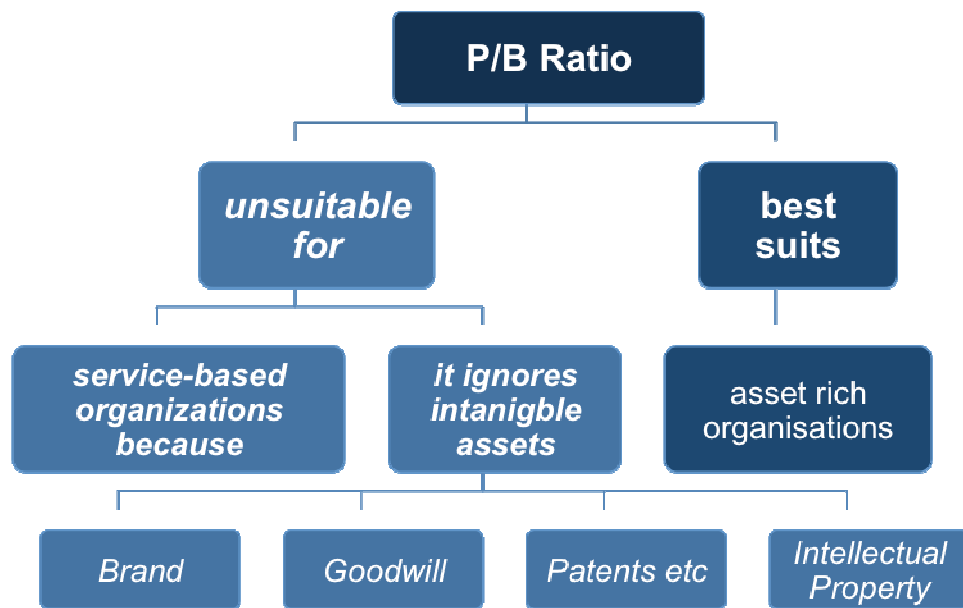 P/B Ratio
unsuitable
for
best
suits
service-based
organizations
because
it ignores
intanigble
assets
asset rich
organisations
Brand
Goodwill
Patents etc
Intellectual
Property